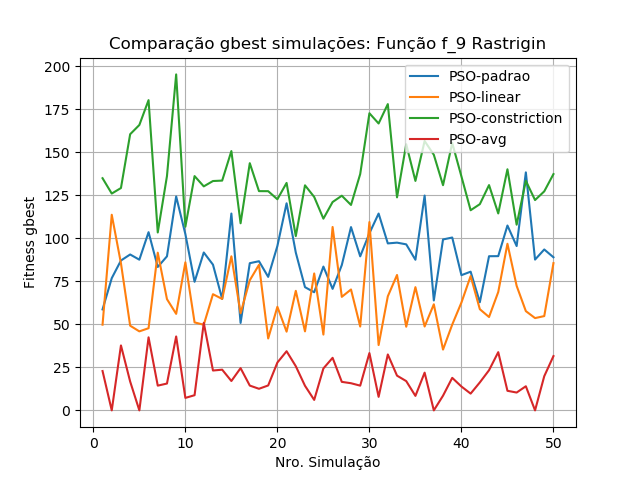 Comparação gbest simulações: Função f_9 Rastrigin
200
175
150
125
100
75
50
25
0
Fitness gbest
PSO-padrao
PSO-linear
PSO-constriction
PSO-avg
0 10 20 30 40 50
Nro. Simulação